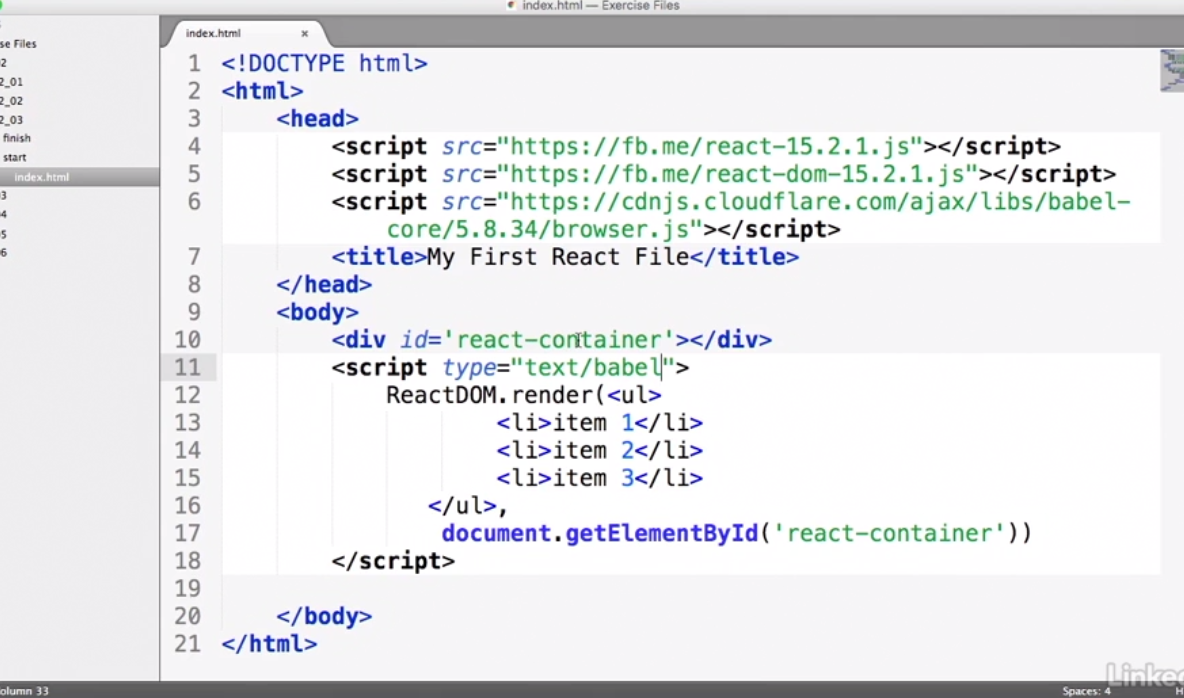 index.html — Exercise Files
index.html
se Files
2
2_01
2_02
2_03
finish
start
index.html
3
4
5
6
1 <!DOCTYPE html>
2 <html>
3 <head>
4 <script src="https://fb.me/react-15.2.1.js"></script>
5 <script src="https://fb.me/react-dom-15.2.1.js"></script>
6 <script src="https://cdnjs.cloudflare.com/ajax/libs/babel-
core/5.8.34/browser.js"></script>
7 <title>My First React File</title>
8 </head>
9 <body>
10 <div id='react-container'></div>
11 <script type="text/babel">
12 ReactDOM.render(<ul>
13 <li>item 1</li>
14 <li>item 2</li>
15 <li>item 3</li>
16 </ul>,
17 document.getElementById('react-container'))
18 </script>
19
20 </body>
21 </html>
Linked
olumn 33
Spaces: 4
H